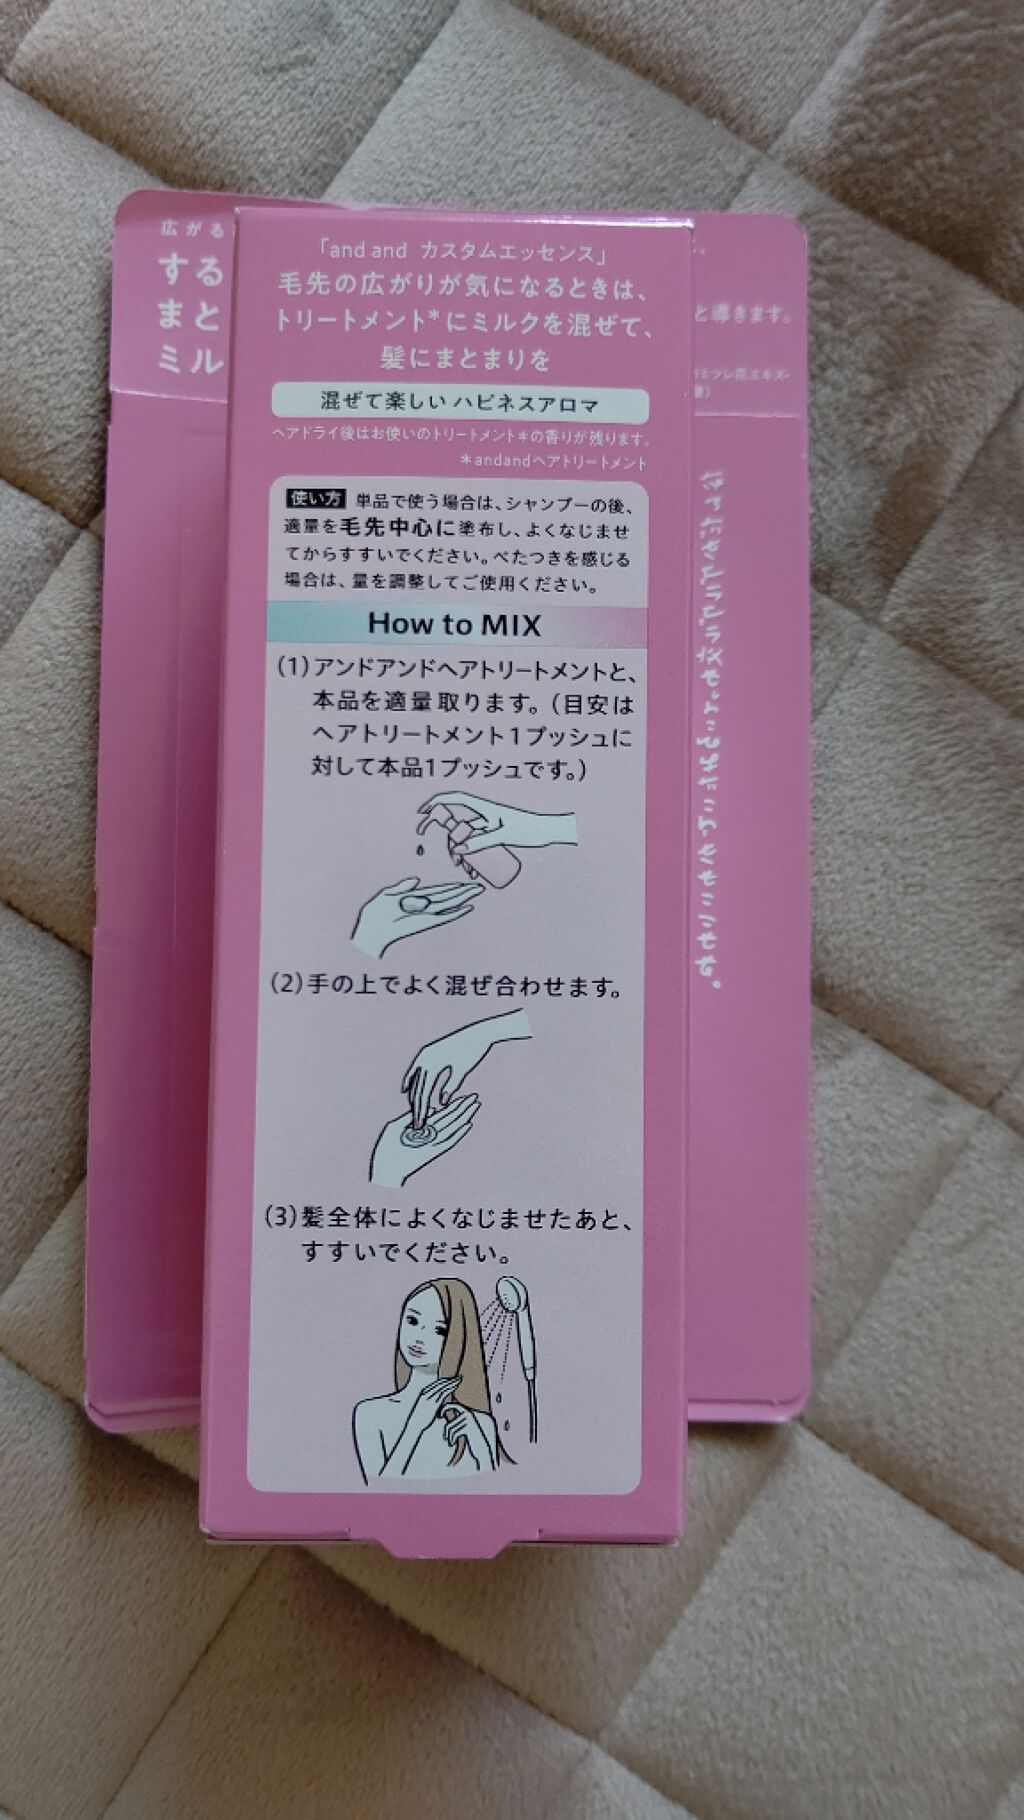 広がる
する
まと
ミル
「and and カスタムエッセンス」
毛先の広がりが気になるときは、
トリートメント*にミルクを混ぜて、
髪にまとまりを
混ぜて楽しい ハピネスアロマ
ヘアドライ後はお使いのトリートメント*の香りが残ります。
*andandヘアトリートメント
使い方 単品で使う場合は、シャンプーの後、
適量を毛先中心に塗布し、よくなじませ
てからすすいでください。べたつきを感じる
場合は、量を調整してご使用ください。
How to MIX
(1)アンドアンドヘアトリートメントと、
本品を適量取ります。(目安は
ヘアトリートメント1プッシュに
対して本品1プッシュです。)
(2)手の上でよく混ぜ合わせます。
(3)髪全体によくなじませたあと、
すすいでください。
と導きます。